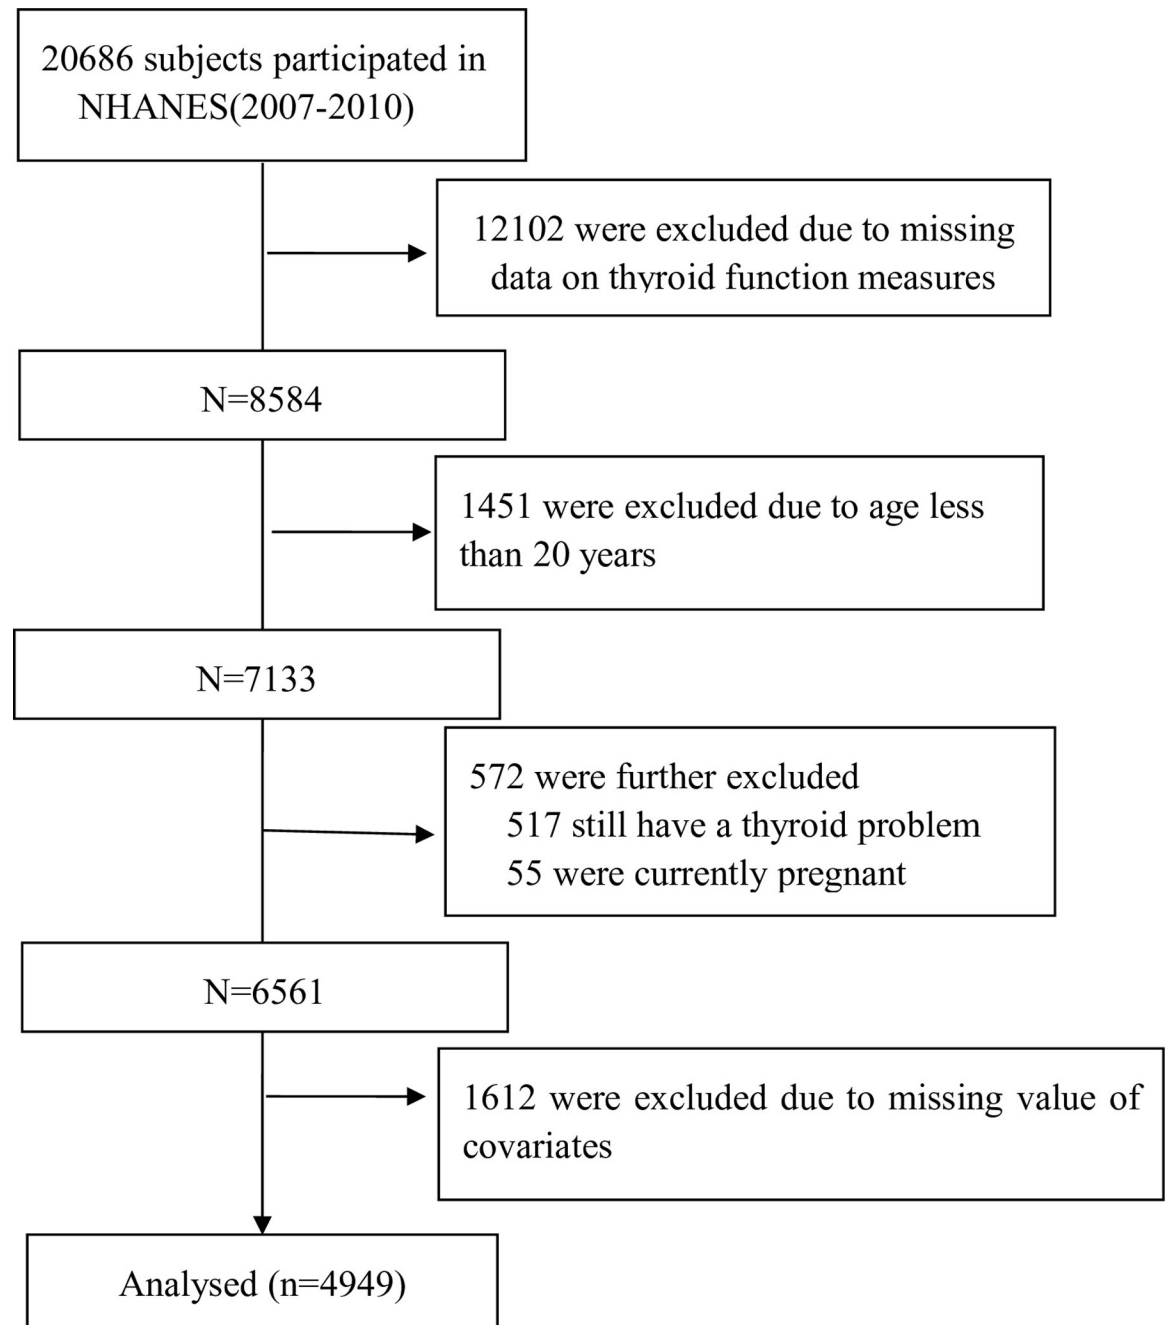 20686 subjects participated in
NHANES(2007-2010)
12102 were excluded due to missing
data on thyroid function measures
N=8584
1451 were excluded due to age less
than 20 years
N=7133
572 were further excluded
517 still have a thyroid problem
55 were currently pregnant
N=6561
1612 were excluded due to missing value of
covariates
Analysed (n=4949)